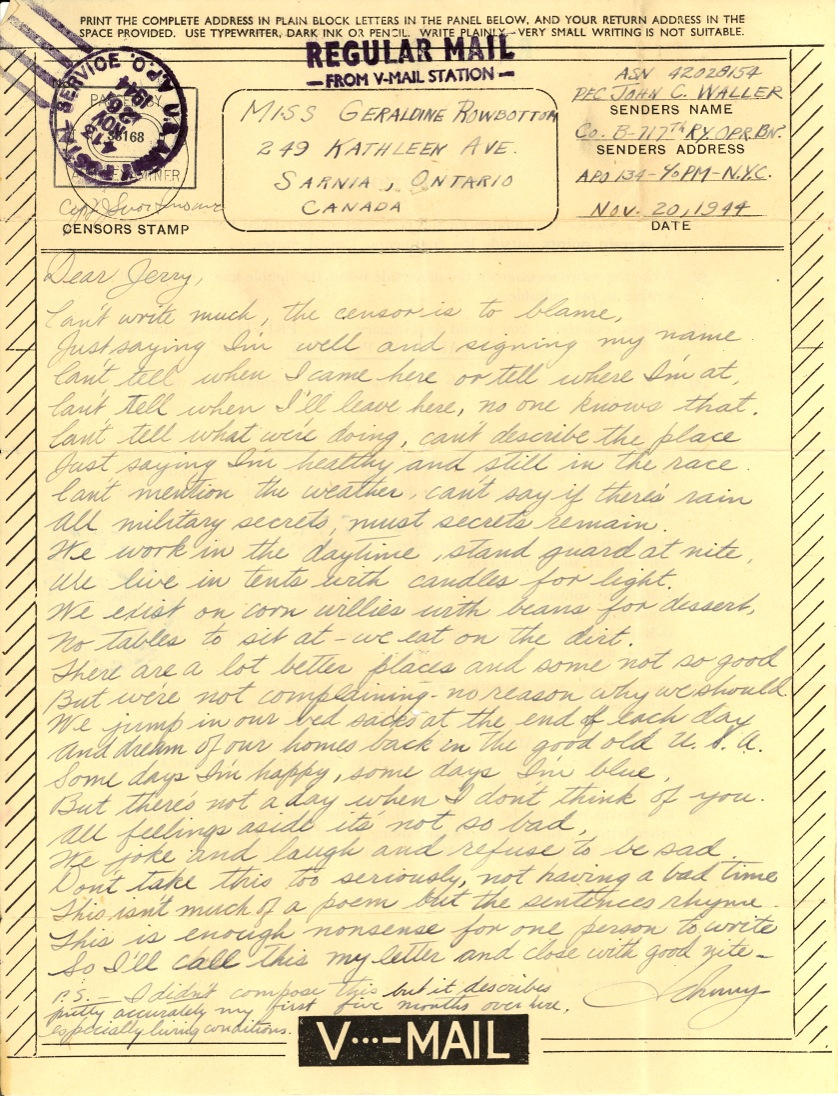 PRINT THE COMPLETE ADDRESS IN PLAIN BLOCK LETTERS IN THE PANEL BELOW, AND YOUR RETURN ADDRESS IN THE
SPACE PROVIDED. USE TYPEWRITER, DARK INK OR PENCIL. WRITE PLAINLY. VERY SMALL WRITING IS NOT SUITABLE.
REGULAR MAIL
—FROM V-MAIL STATION—
U.S. ARMY POSTAL SERVICE A.P.O.
413
NOV
26
1944
PASSED BY
38168
ARMY EXAMINER
CENSORS STAMP
MISS GERALDINE ROWBOTTOM
249 KATHLEEN AVE.
SARNIA, ONTARIO
CANADA
ASN 42028154
PFC JOHN C. WALLER
SENDERS NAME
CO. B-717TH RY. OPR. BN.
SENDERS ADDRESS
APO 134-%PM-N.Y.C.
NOV. 20, 1944
DATE
Dear Jerry,
Can't write much, the censor is to blame,
Just saying I'm well and signing my name
Can't tell when I came here or tell where I'm at,
Can't tell when I'll leave here, no one knows that.
Can't tell what we're doing, can't describe the place
Just saying I'm healthy and still in the race.
Can't mention the weather, can't say if there's rain
All military secrets, must secrets remain.
We work in the daytime, stand guard at nite,
We live in tents with candles for light.
We exist on corn willies with beans for dessert,
No tables to sit at - we eat on the dirt.
There are a lot better places and some not so good
But we're not complaining - no reason why we should
We jump in our bed sacks at the end of each day
And dream of our homes back in the good old U.S.A.
Some days I'm happy, some days I'm blue,
But there's not a day when I don't think of you.
All feelings aside its' not so bad,
We joke and laugh and refuse to be sad
Don't take this too seriously, not having a bad time
This isn't much of a poem but the sentences rhyme.
This is enough nonsense for one person to write
So I'll call this my letter and close with good nite -
Johnny
P.S. - I didn't compose this but it describes
pretty accurately my first five months over here,
especially living conditions.
V···—MAIL